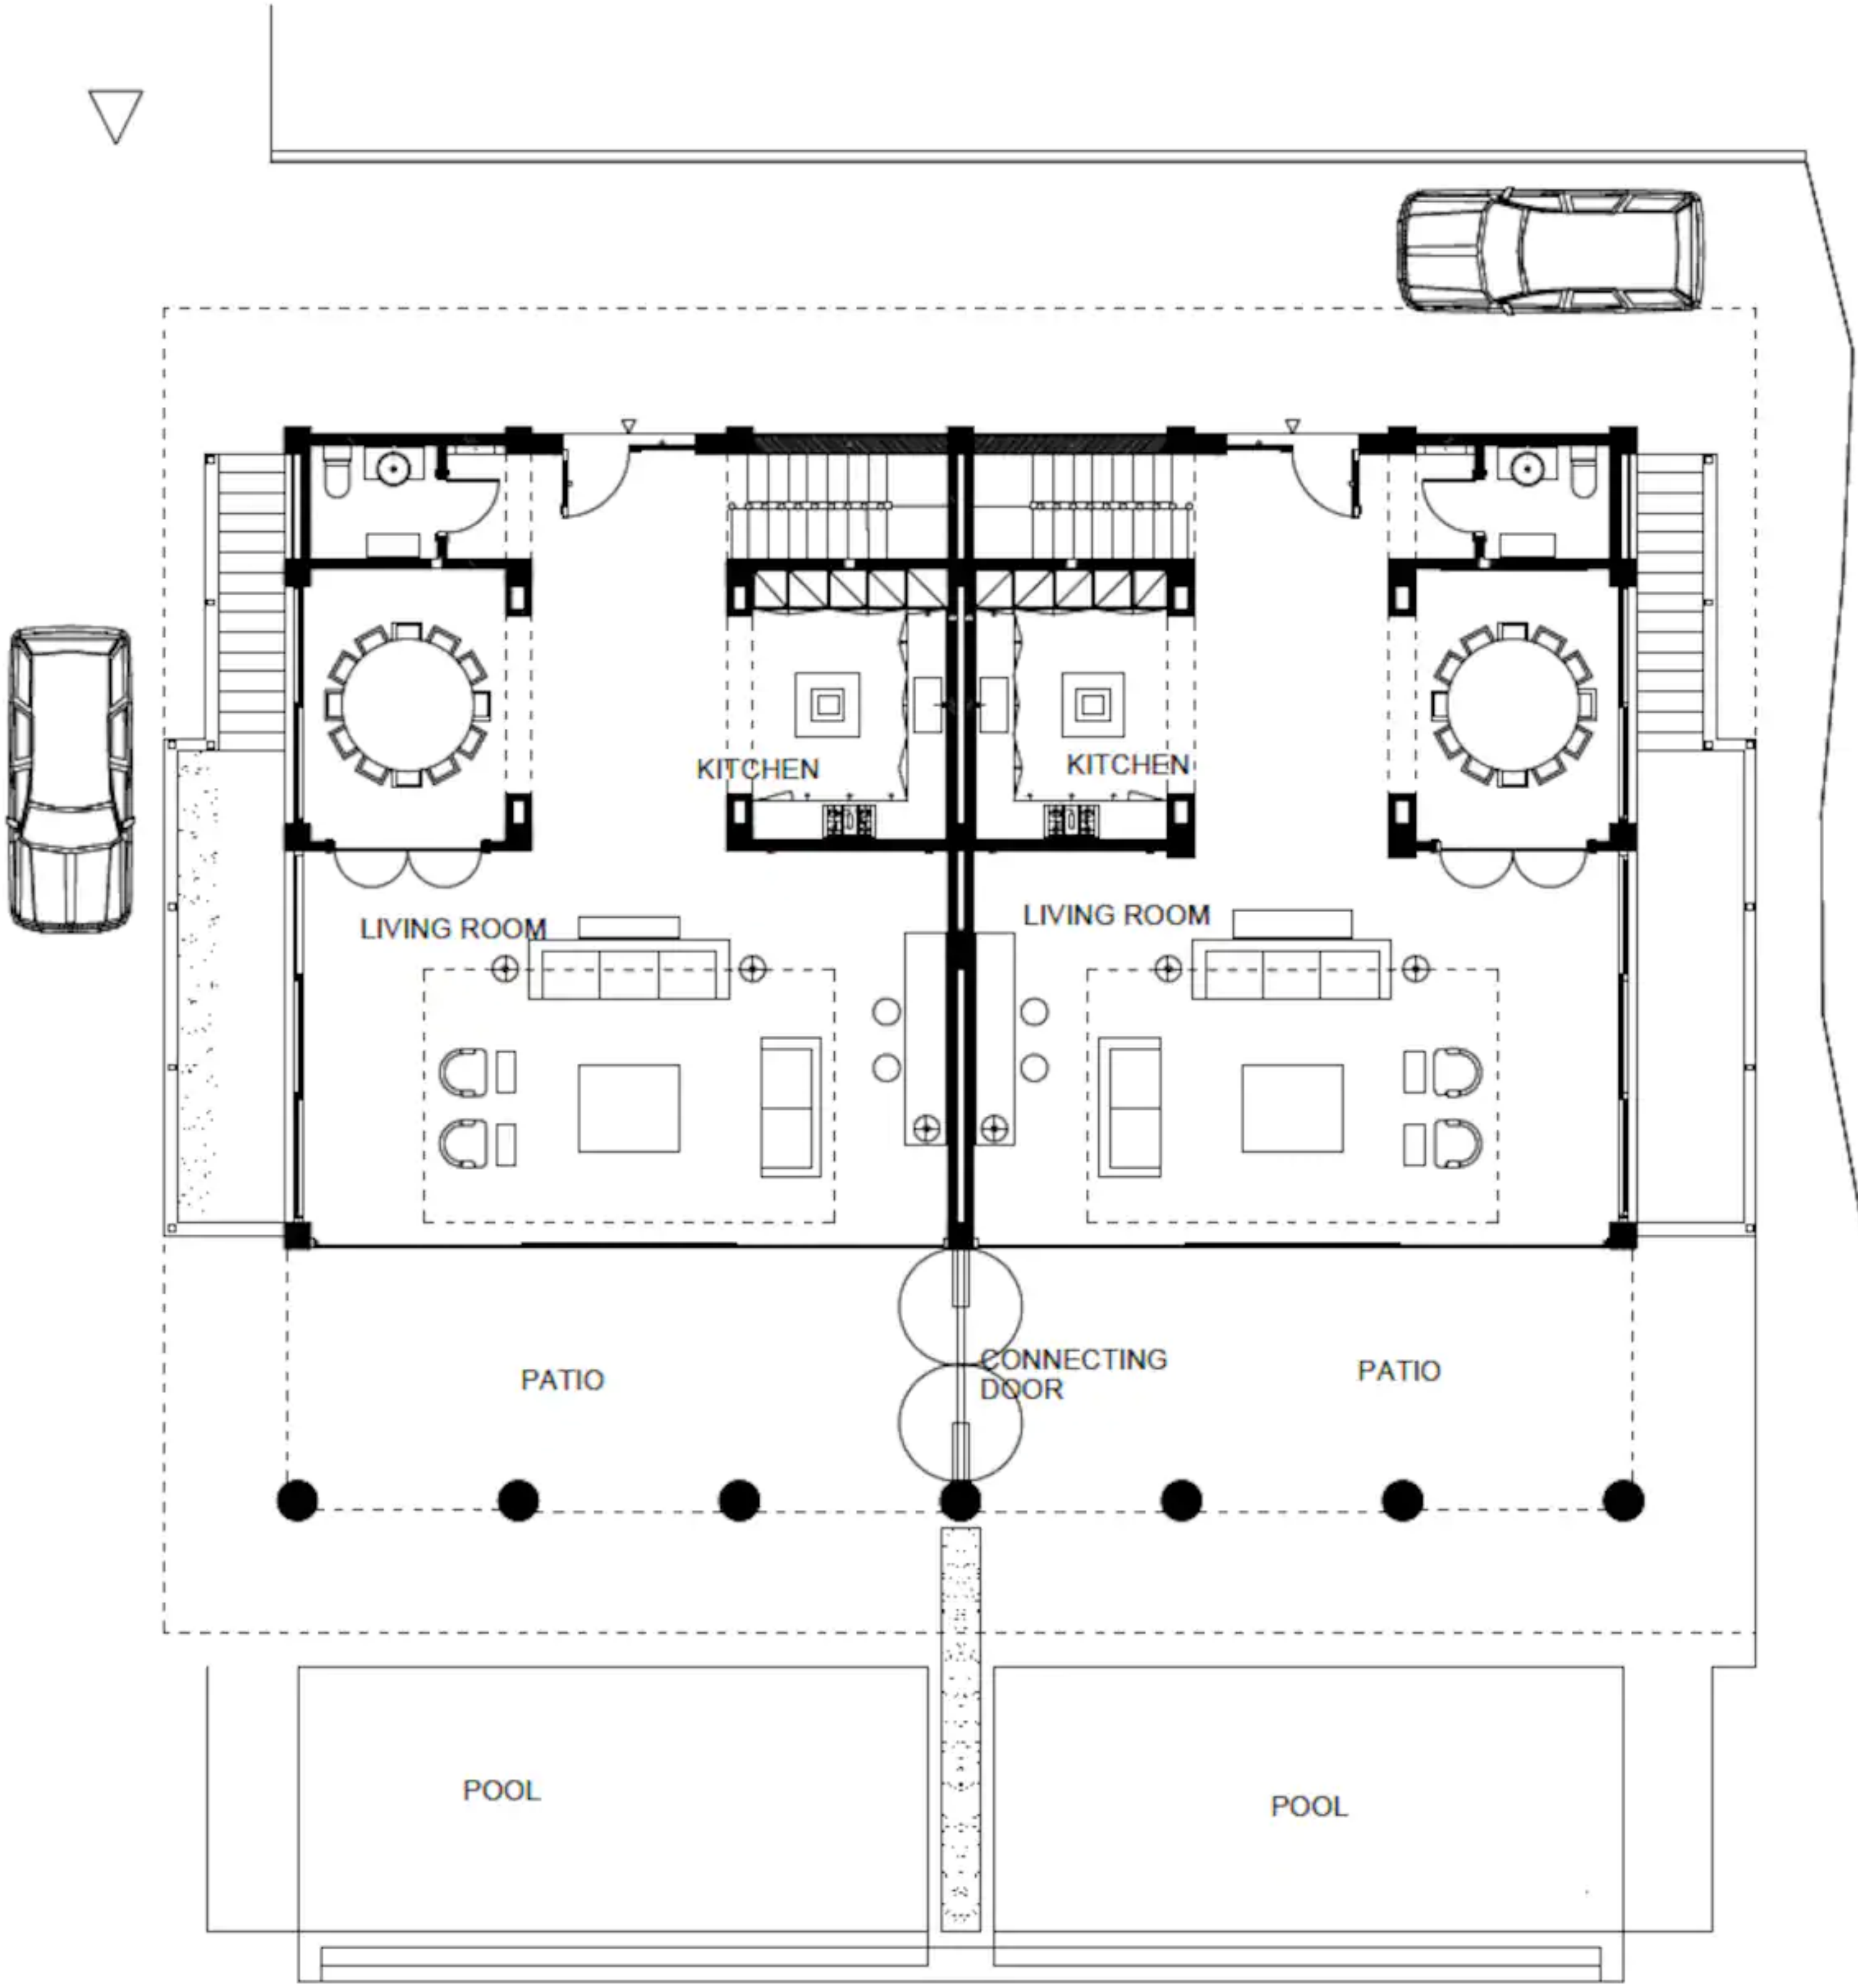 KITCHEN
KITCHEN
LIVING ROOM
LIVING ROOM
CONNECTING
DOOR
PATIO
PATIO
POOL
POOL